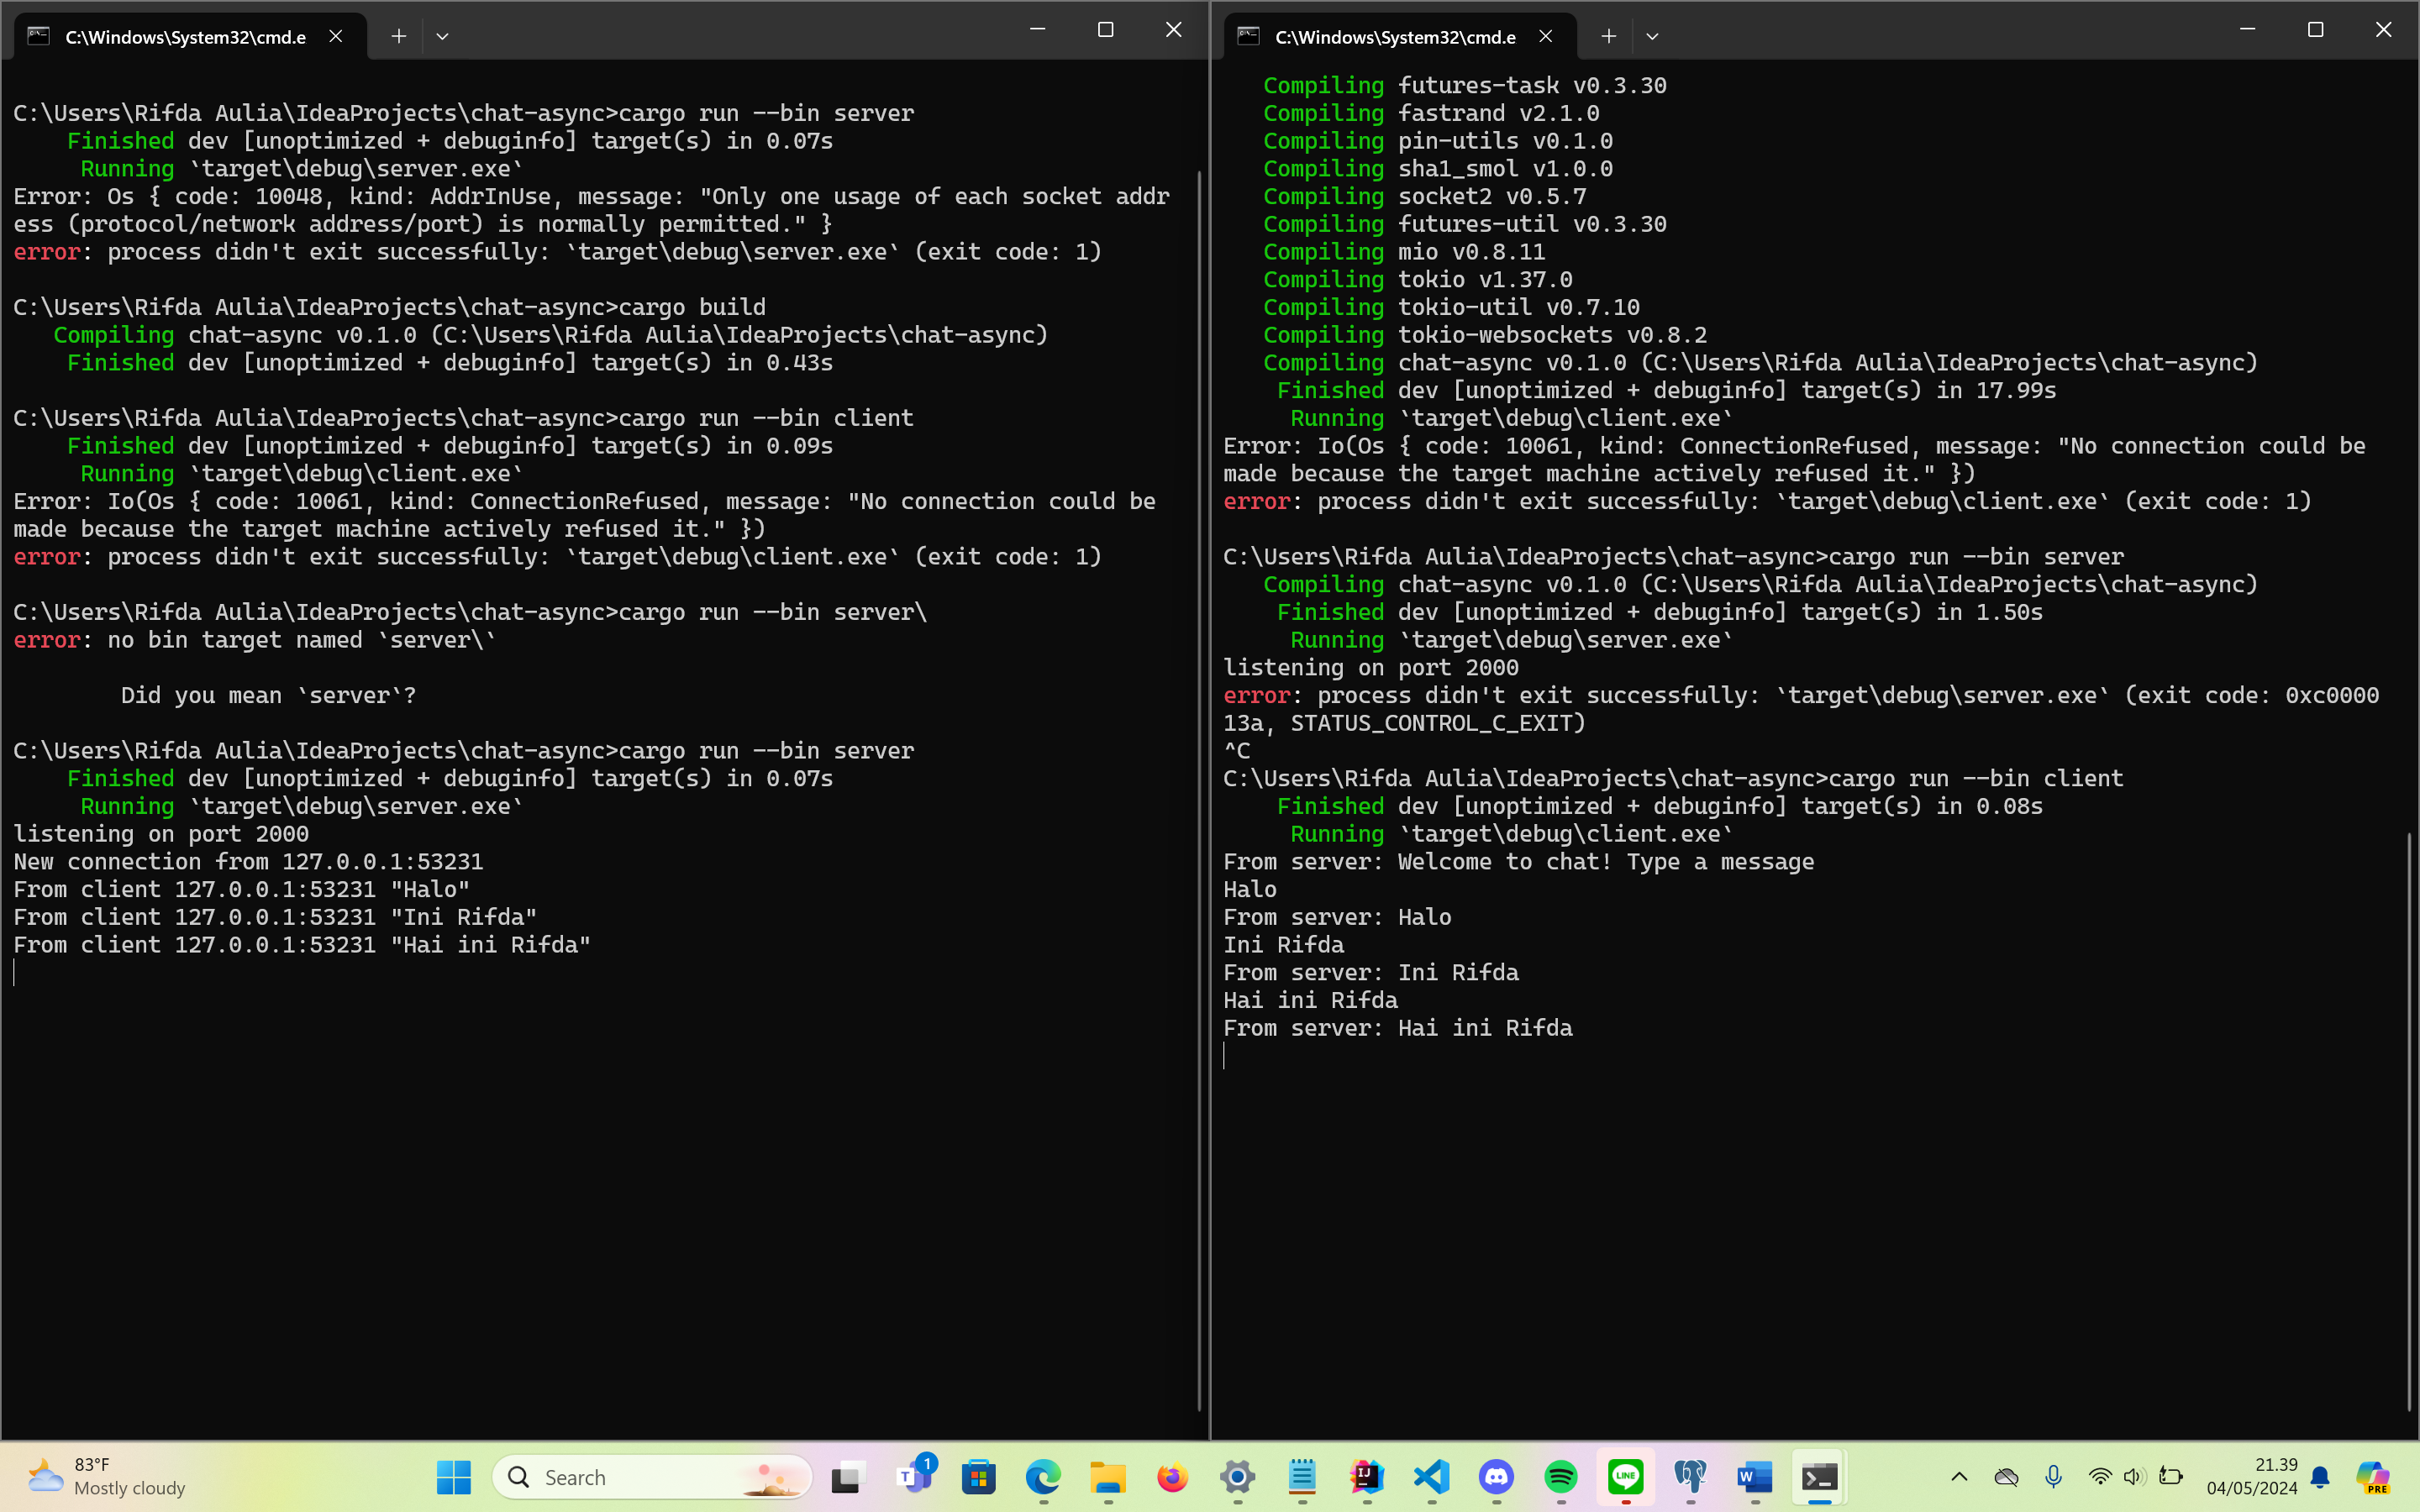 C:\Windows\System32\cmd.e
C:\Users\Rifda Aulia\IdeaProjects\chat-async>cargo run --bin server
Finished dev [unoptimized + debuginfo] target(s) in 0.07s
Running `target\debug\server.exe`
Error: Os { code: 10048, kind: AddrInUse, message: "Only one usage of each socket addr
ess (protocol/network address/port) is normally permitted." }
error: process didn't exit successfully: `target\debug\server.exe` (exit code: 1)
C:\Users\Rifda Aulia\IdeaProjects\chat-async>cargo build
Compiling chat-async v0.1.0 (C:\Users\Rifda Aulia\IdeaProjects\chat-async)
Finished dev [unoptimized + debuginfo] target(s) in 0.43s
C:\Users\Rifda Aulia\IdeaProjects\chat-async>cargo run --bin client
Finished dev [unoptimized + debuginfo] target(s) in 0.09s
Running `target\debug\client.exe`
Error: Io(Os { code: 10061, kind: ConnectionRefused, message: "No connection could be
made because the target machine actively refused it." })
error: process didn't exit successfully: `target\debug\client.exe` (exit code: 1)
C:\Users\Rifda Aulia\IdeaProjects\chat-async>cargo run --bin server\
error: no bin target named `server\`
Did you mean `server`?
C:\Users\Rifda Aulia\IdeaProjects\chat-async>cargo run --bin server
Finished dev [unoptimized + debuginfo] target(s) in 0.07s
Running `target\debug\server.exe`
listening on port 2000
New connection from 127.0.0.1:53231
From client 127.0.0.1:53231 "Halo"
From client 127.0.0.1:53231 "Ini Rifda"
From client 127.0.0.1:53231 "Hai ini Rifda"
C:\Windows\System32\cmd.e
Compiling futures-task v0.3.30
Compiling fastrand v2.1.0
Compiling pin-utils v0.1.0
Compiling sha1_smol v1.0.0
Compiling socket2 v0.5.7
Compiling futures-util v0.3.30
Compiling mio v0.8.11
Compiling tokio v1.37.0
Compiling tokio-util v0.7.10
Compiling tokio-websockets v0.8.2
Compiling chat-async v0.1.0 (C:\Users\Rifda Aulia\IdeaProjects\chat-async)
Finished dev [unoptimized + debuginfo] target(s) in 17.99s
Running `target\debug\client.exe`
Error: Io(Os { code: 10061, kind: ConnectionRefused, message: "No connection could be
made because the target machine actively refused it." })
error: process didn't exit successfully: `target\debug\client.exe` (exit code: 1)
C:\Users\Rifda Aulia\IdeaProjects\chat-async>cargo run --bin server
Compiling chat-async v0.1.0 (C:\Users\Rifda Aulia\IdeaProjects\chat-async)
Finished dev [unoptimized + debuginfo] target(s) in 1.50s
Running `target\debug\server.exe`
listening on port 2000
error: process didn't exit successfully: `target\debug\server.exe` (exit code: 0xc0000
13a, STATUS_CONTROL_C_EXIT)
^C
C:\Users\Rifda Aulia\IdeaProjects\chat-async>cargo run --bin client
Finished dev [unoptimized + debuginfo] target(s) in 0.08s
Running `target\debug\client.exe`
From server: Welcome to chat! Type a message
Halo
From server: Halo
Ini Rifda
From server: Ini Rifda
Hai ini Rifda
From server: Hai ini Rifda
83°F
Mostly cloudy
Search
T
1
IJ
LINE
W
21.39
04/05/2024
PRE